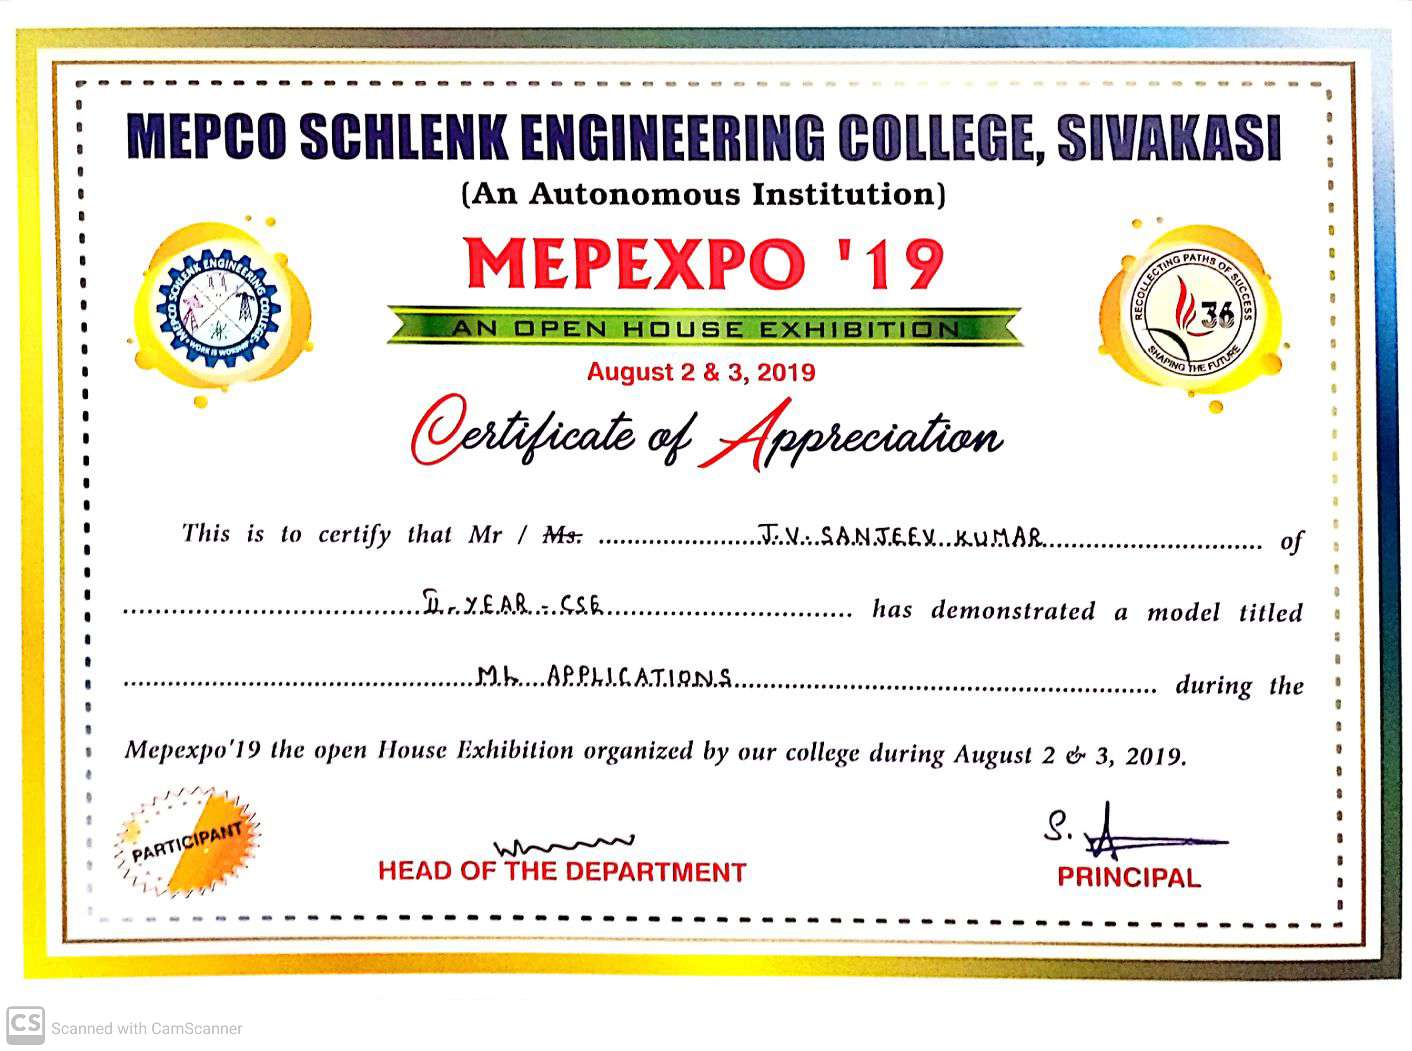 MEPCO SCHLENK ENGINEERING COLLEGE, SIVAKASI
(An Autonomous Institution)
MEPEXPO '19
AN OPEN HOUSE EXHIBITION
August 2 & 3, 2019
MEPCO SCHLENK ENGINEERING COLLEGE
WORK IS WORSHIP
RECOLLECTING PATHS OF SUCCESS
36
SHAPING THE FUTURE
Certificate of Appreciation
This is to certify that Mr / Ms. J.V. SANJEEV KUMAR of
II - YEAR - CSE has demonstrated a model titled
ML APPLICATIONS during the
Mepexpo'19 the open House Exhibition organized by our college during August 2 & 3, 2019.
PARTICIPANT
S.
HEAD OF THE DEPARTMENT
PRINCIPAL
CS Scanned with CamScanner